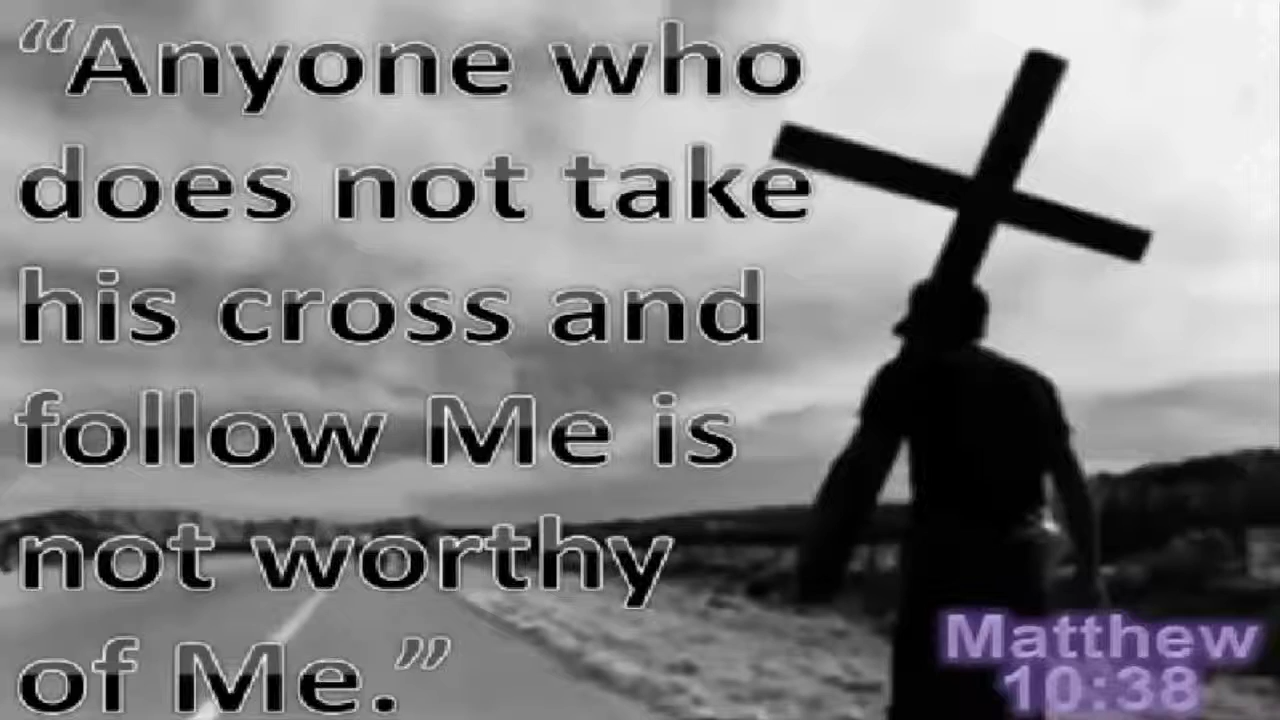 “Anyone who
does not take
his cross and
follow Me is
not worthy
of Me.”
Matthew
10:38